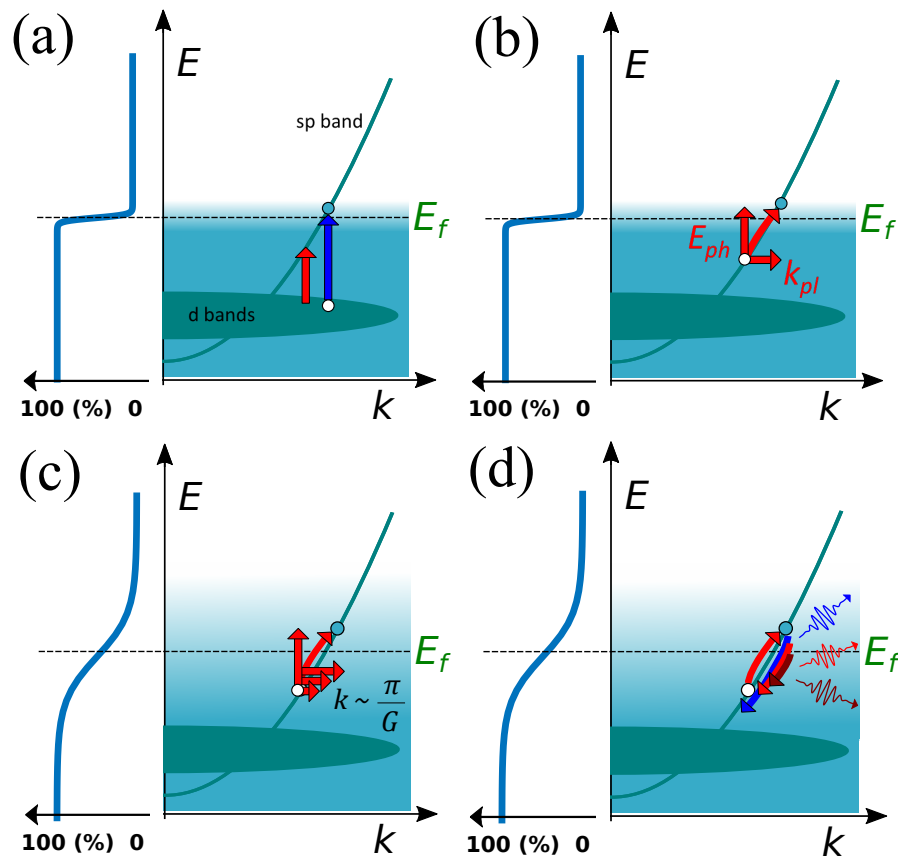 (a)
E
sp band
E_f
d bands
100 (%) 0
k
(b)
E
E_f
E_ph
k_pl
100 (%) 0
k
(c)
E
E_f
k ~ π/G
100 (%) 0
k
(d)
E
E_f
100 (%) 0
k